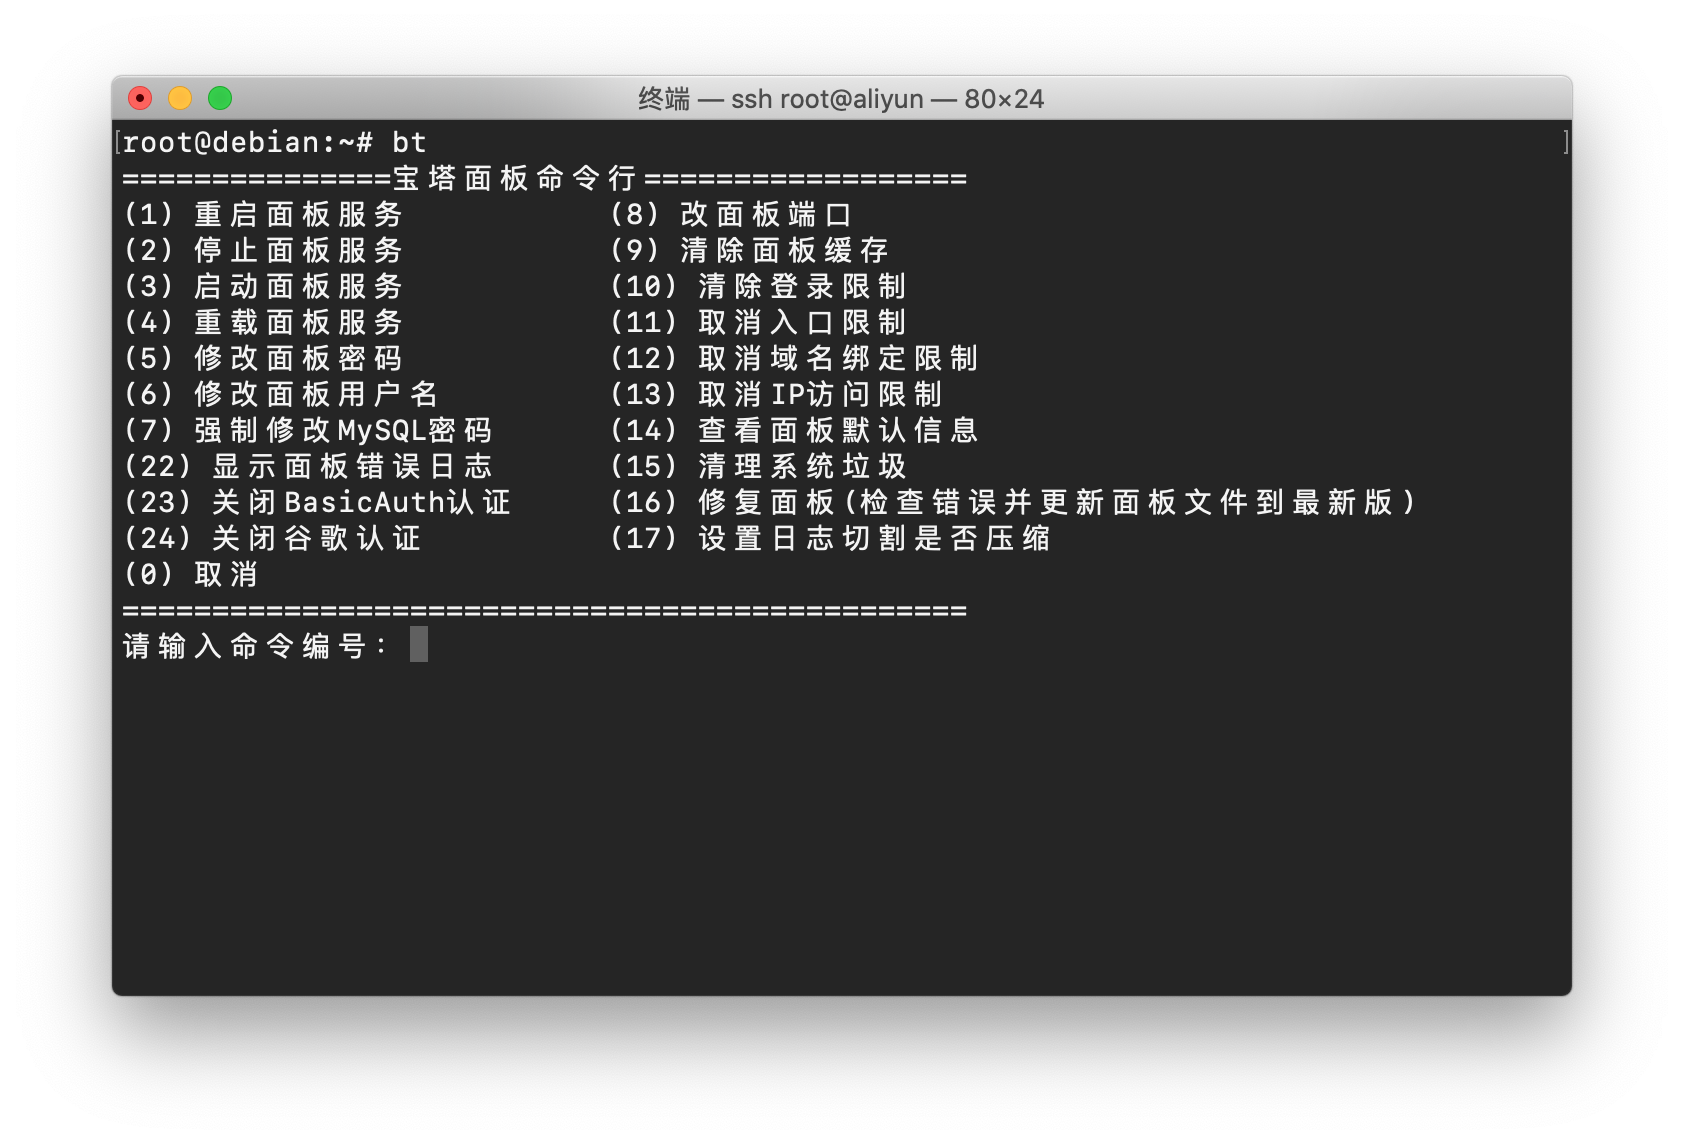 终端 — ssh root@aliyun — 80×24
[root@debian:~# bt ]
===============宝塔面板命令行==================
(1) 重启面板服务 (8) 改面板端口
(2) 停止面板服务 (9) 清除面板缓存
(3) 启动面板服务 (10) 清除登录限制
(4) 重载面板服务 (11) 取消入口限制
(5) 修改面板密码 (12) 取消域名绑定限制
(6) 修改面板用户名 (13) 取消IP访问限制
(7) 强制修改MySQL密码 (14) 查看面板默认信息
(22) 显示面板错误日志 (15) 清理系统垃圾
(23) 关闭BasicAuth认证 (16) 修复面板(检查错误并更新面板文件到最新版)
(24) 关闭谷歌认证 (17) 设置日志切割是否压缩
(0) 取消
===============================================
请输入命令编号：